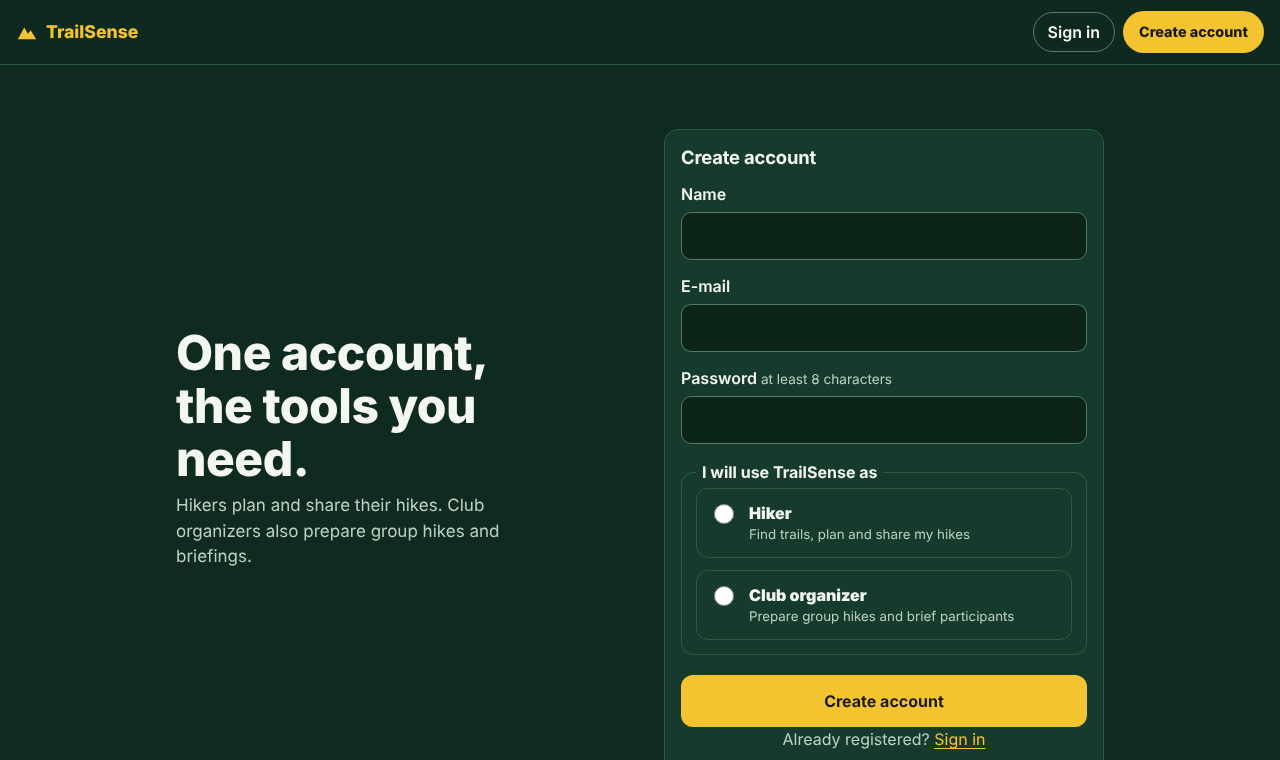 TrailSense
Sign in
Create account
One account,
the tools you
need.
Hikers plan and share their hikes. Club
organizers also prepare group hikes and
briefings.
Create account
Name
E-mail
Password at least 8 characters
I will use TrailSense as
Hiker
Find trails, plan and share my hikes
Club organizer
Prepare group hikes and brief participants
Create account
Already registered? Sign in